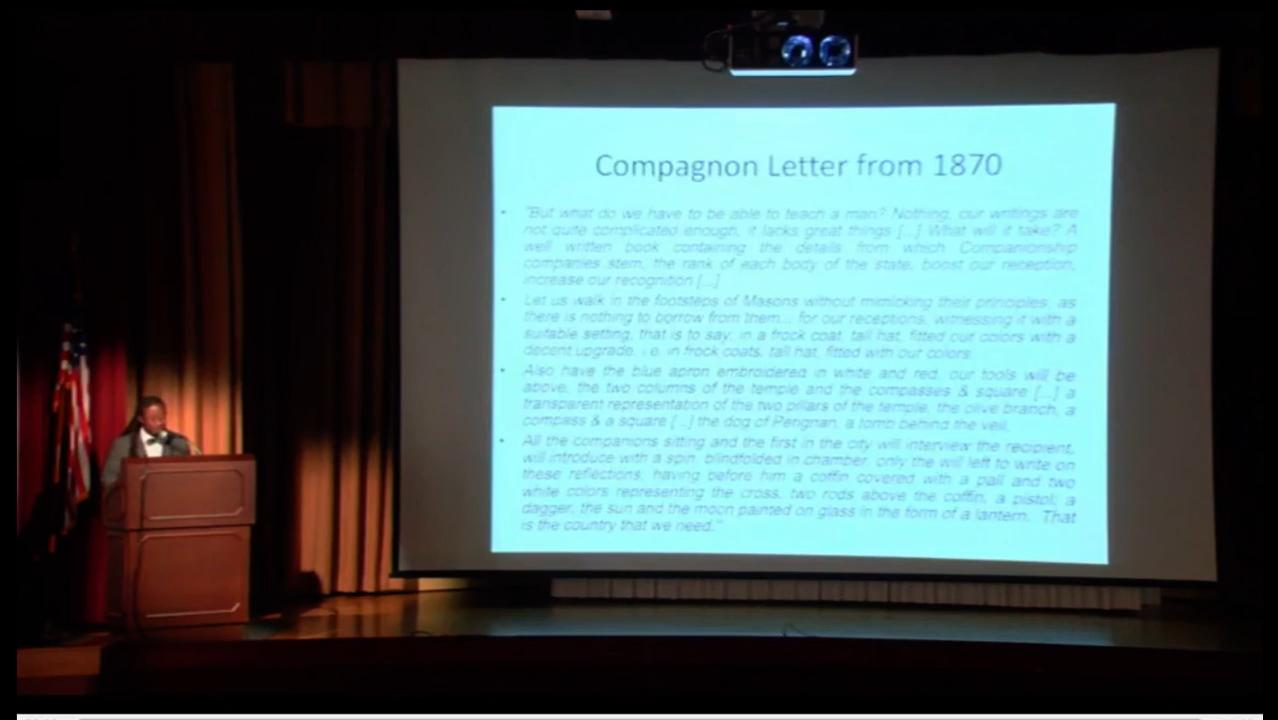 Compagnon Letter from 1870
• "But what do we have to be able to teach a man? Nothing, our writings are
not quite complicated enough, it lacks great things [...] What will it take? A
well written book containing the details from which Companionship
companies stem, the rank of each body of the state, boost our reception,
increase our recognition [...]
• Let us walk in the footsteps of Masons without mimicking their principles, as
there is nothing to borrow from them... for our receptions, witnessing it with a
suitable setting, that is to say; in a frock coat, tall hat, fitted our colors with a
decent upgrade, i.e. in frock coats, tall hat, fitted with our colors.
• Also have the blue apron embroidered in white and red, our tools will be
above, the two columns of the temple and the compasses & square [...] a
transparent representation of the two pillars of the temple, the olive branch, a
compass & a square [...] the dog of Perignan, a tomb behind the veil.
• All the companions sitting and the first in the city will interview the recipient,
will introduce with a spin, blindfolded in chamber, only the will left to write on
these reflections, having before him a coffin covered with a pall and two
white colors representing the cross, two rods above the coffin, a pistol; a
dagger, the sun and the moon painted on glass in the form of a lantern. That
is the country that we need."